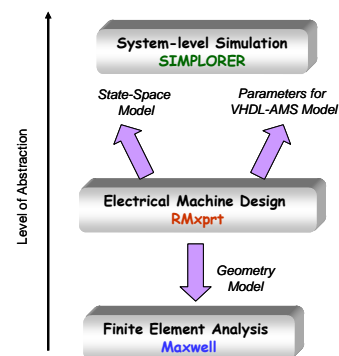 System-level Simulation
SIMPLORER
State-Space
Model
Parameters for
VHDL-AMS Model
Level of Abstraction
Electrical Machine Design
RMxprt
Geometry
Model
Finite Element Analysis
Maxwell